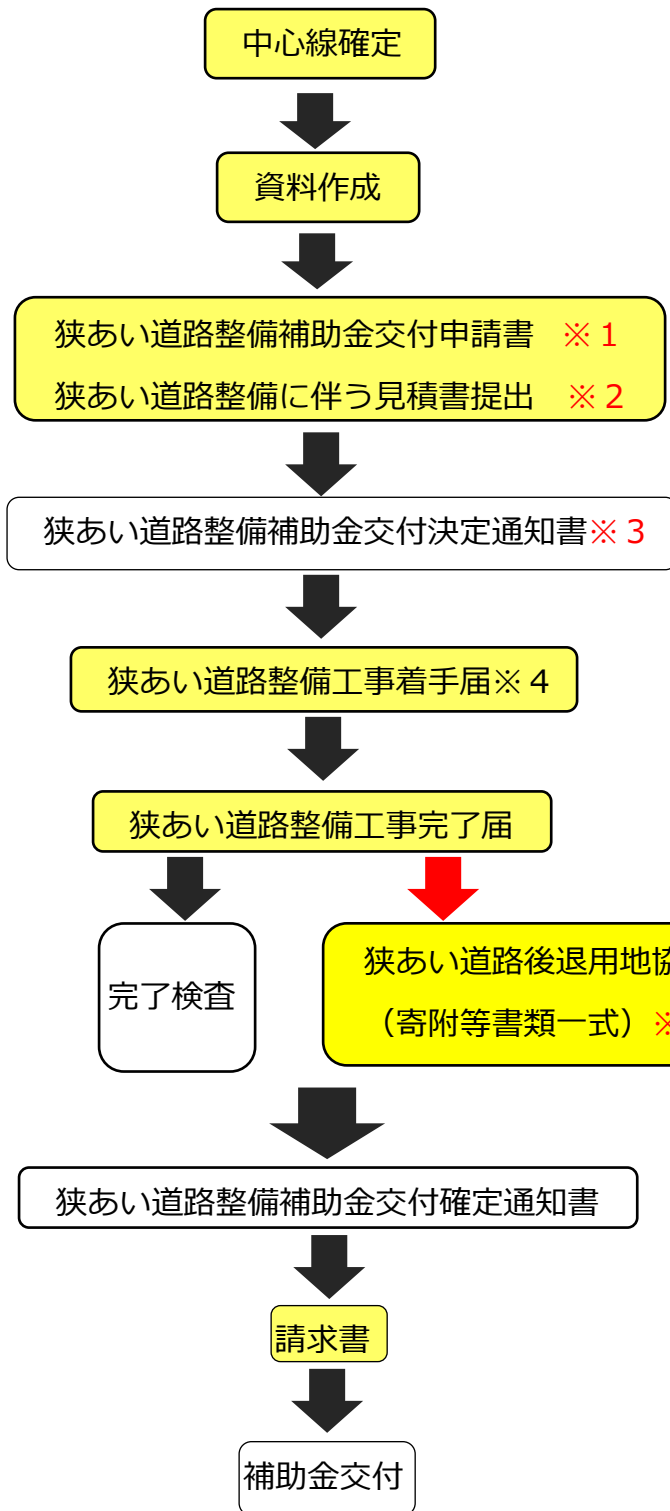 中心線確定
資料作成
狭あい道路整備補助金交付申請書　※１
狭あい道路整備に伴う見積書提出　※２
狭あい道路整備補助金交付決定通知書※３
狭あい道路整備工事着手届※４
狭あい道路整備工事完了届
完了検査
狭あい道路後退用地協
（寄附等書類一式）※
狭あい道路整備補助金交付確定通知書
請求書
補助金交付